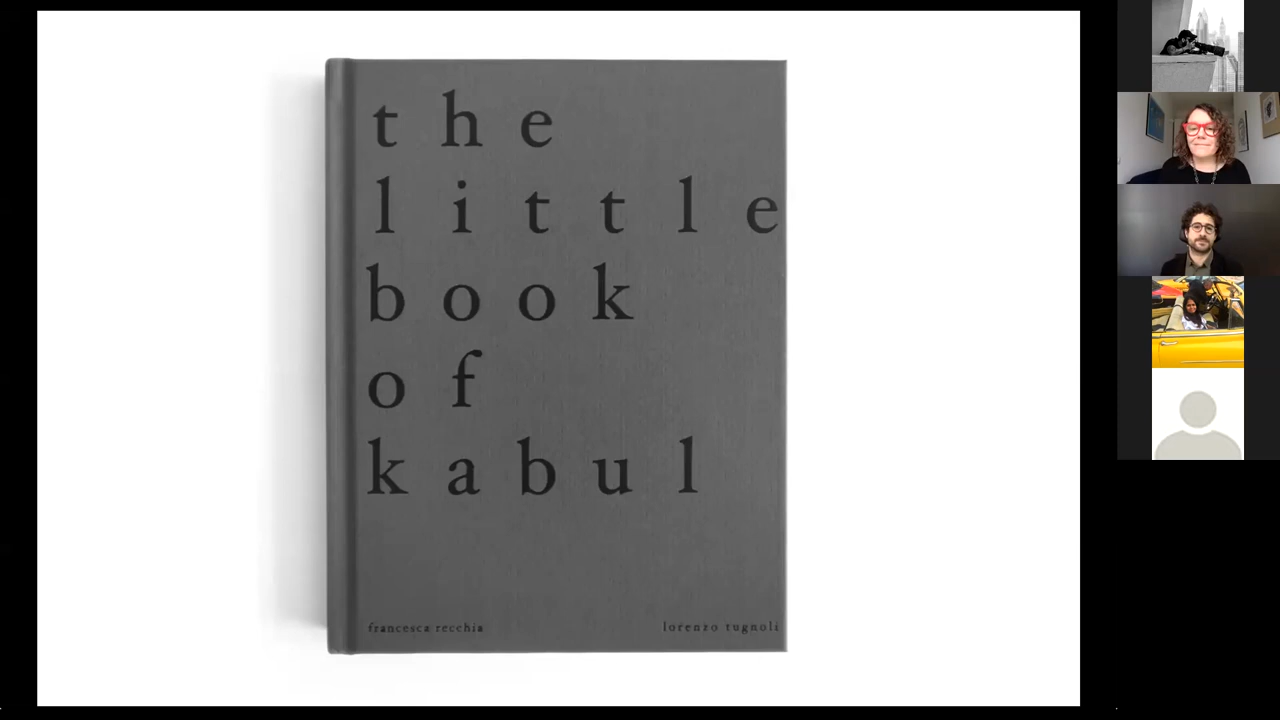 the
little
book
of
kabul
francesca recchia
lorenzo tugnoli